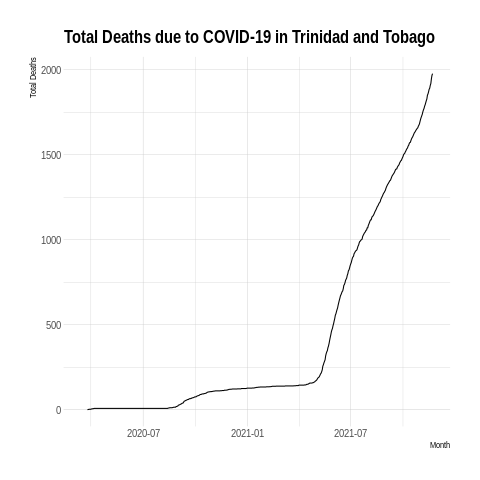 Total Deaths due to COVID-19 in Trinidad and Tobago
Total Deaths
2000
1500
1000
500
0
2020-07 2021-01 2021-07
Month